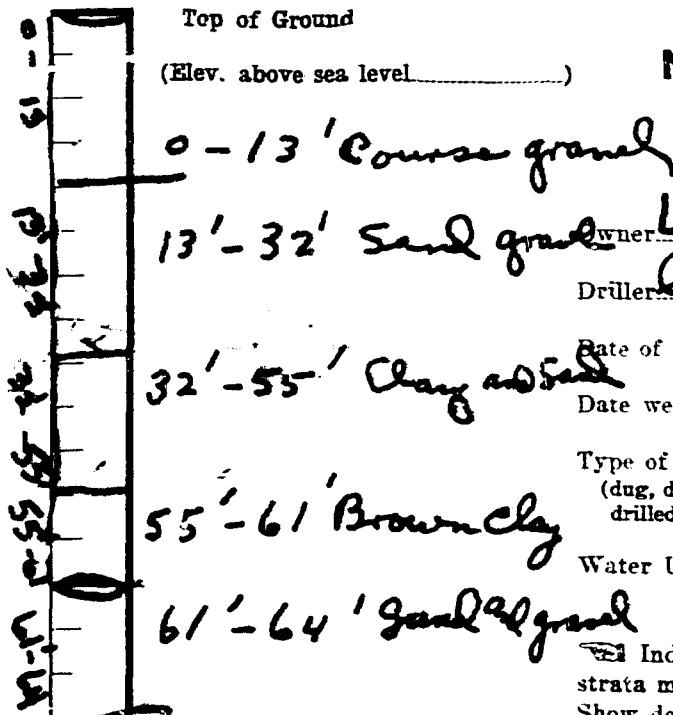 Top of Ground
(Elev. above sea level)
0 - 13' Course gravel
13' - 32' Sand gravel
Owner
Driller
Date of
32' - 55' Clay and Sand
Date we
Type of
(dug, d
drilled
55' - 61' Brown Clay
Water U
61' - 64' Sand and gravel
Ind
strata m
Show de